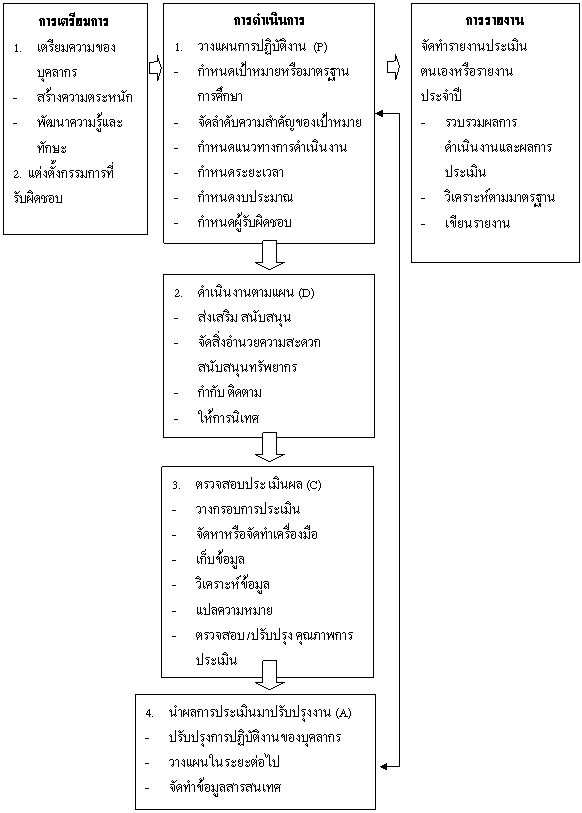 การเตรียมการ
1. เตรียมความของ
บุคลากร
- สร้างความตระหนัก
- พัฒนาความรู้และ
ทักษะ
2. แต่งตั้งกรรมการที่
รับผิดชอบ
การดำเนินการ
1. วางแผนการปฏิบัติงาน (P)
- กำหนดเป้าหมายหรือมาตรฐาน
การศึกษา
- จัดลำดับความสำคัญของเป้าหมาย
- กำหนดแนวทางการดำเนินงาน
- กำหนดระยะเวลา
- กำหนดงบประมาณ
- กำหนดผู้รับผิดชอบ
2. ดำเนินงานตามแผน (D)
- ส่งเสริม สนับสนุน
- จัดสิ่งอำนวยความสะดวก
สนับสนุนทรัพยากร
- กำกับ ติดตาม
- ให้การนิเทศ
3. ตรวจสอบประเมินผล (C)
- วางกรอบการประเมิน
- จัดหาหรือจัดทำเครื่องมือ
- เก็บข้อมูล
- วิเคราะห์ข้อมูล
- แปลความหมาย
- ตรวจสอบ /ปรับปรุง คุณภาพการ
ประเมิน
4. นำผลการประเมินมาปรับปรุงงาน (A)
- ปรับปรุงการปฏิบัติงานของบุคลากร
- วางแผนในระยะต่อไป
- จัดทำข้อมูลสารสนเทศ
การรายงาน
จัดทำรายงานประเมิน
ตนเองหรือรายงาน
ประจำปี
- รวบรวมผลการ
ดำเนินงานและผลการ
ประเมิน
- วิเคราะห์ตามมาตรฐาน
- เขียนรายงาน